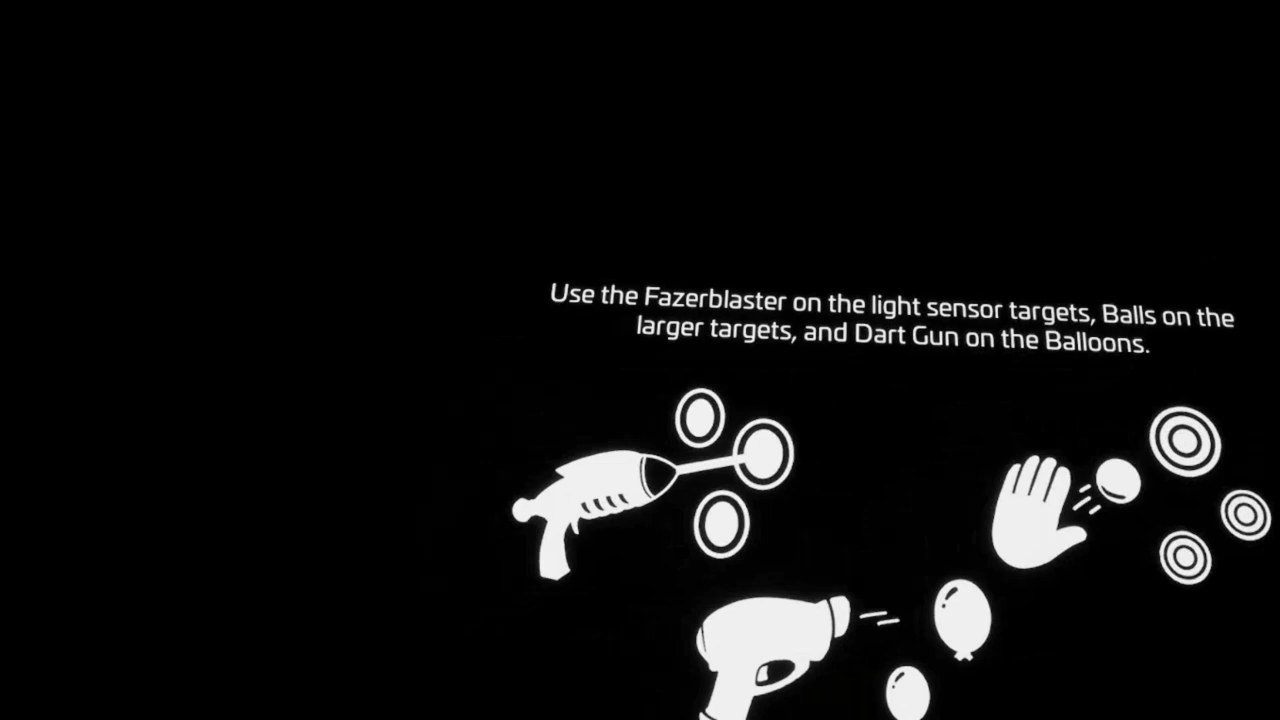 Use the Fazerblaster on the light sensor targets, Balls on the
larger targets, and Dart Gun on the Balloons.